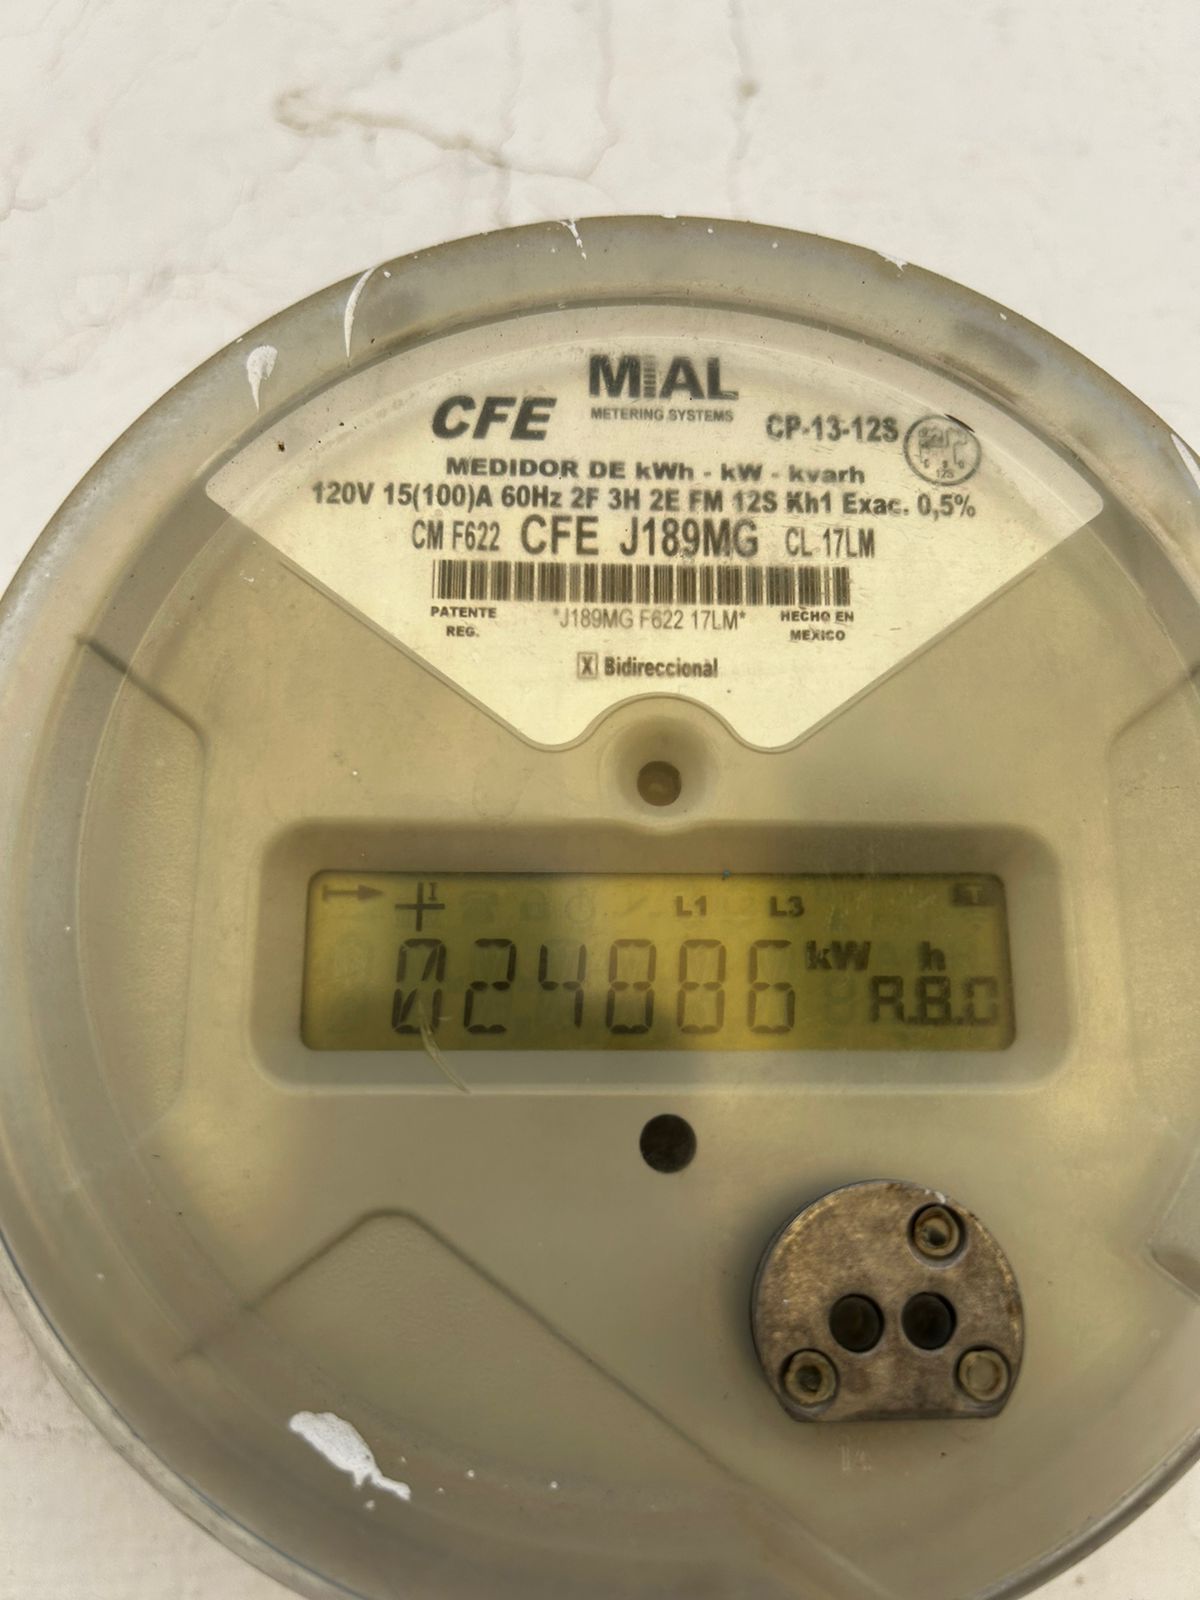 MIAL
METERING SYSTEMS
CFE
CP-13-12S
12S
MEDIDOR DE kWh - kW - kvarh
120V 15(100)A 60Hz 2F 3H 2E FM 12S Kh1 Exac. 0,5%
CM F622 CFE J189MG CL 17LM
PATENTE REG.
*J189MG F622 17LM*
HECHO EN MEXICO
X Bidireccional
L1 L3
024886 kW h
R.B.C